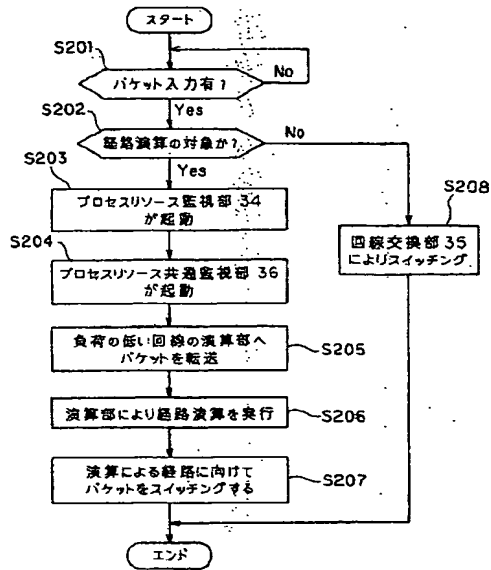 スタート
S201
パケット入力有?
No
Yes
S202
経路演算の対象か?
No
Yes
S203
プロセスリソース監視部34
が起動
S208
回線交換部35
によりスイッチング
S204
プロセスリソース共通監視部36
が起動
負荷の低い回線の演算部へ
パケットを転送
S205
演算部により経路演算を実行
S206
演算による経路に向けて
パケットをスイッチングする
S207
エンド